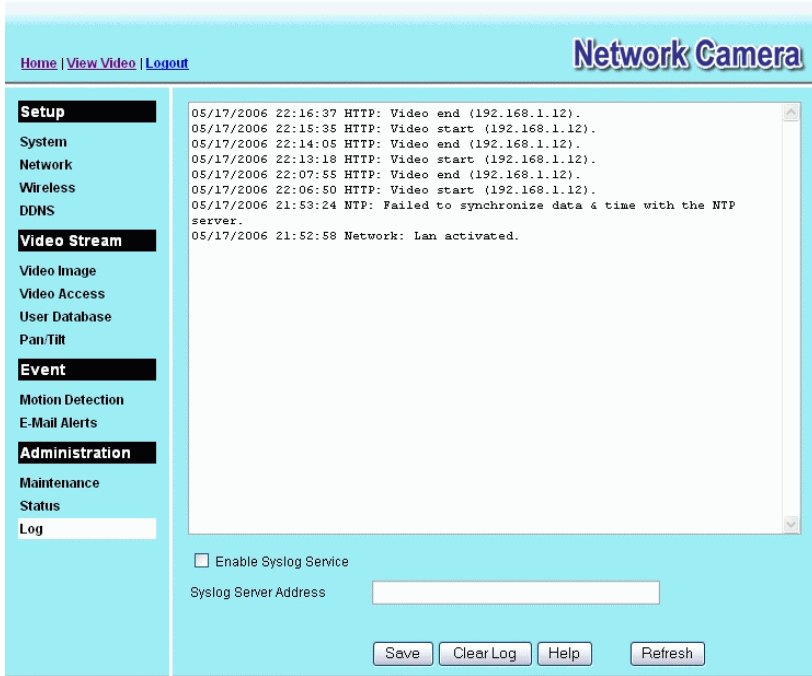 Home | View Video | Logout
Network Camera
Setup
System
Network
Wireless
DDNS
Video Stream
Video Image
Video Access
User Database
Pan/Tilt
Event
Motion Detection
E-Mail Alerts
Administration
Maintenance
Status
Log
05/17/2006 22:16:37 HTTP: Video end (192.168.1.12).
05/17/2006 22:15:35 HTTP: Video start (192.168.1.12).
05/17/2006 22:14:05 HTTP: Video end (192.168.1.12).
05/17/2006 22:13:18 HTTP: Video start (192.168.1.12).
05/17/2006 22:07:55 HTTP: Video end (192.168.1.12).
05/17/2006 22:06:50 HTTP: Video start (192.168.1.12).
05/17/2006 21:53:24 NTP: Failed to synchronize data & time with the NTP
server.
05/17/2006 21:52:58 Network: Lan activated.
Enable Syslog Service
Syslog Server Address
Save Clear Log Help Refresh